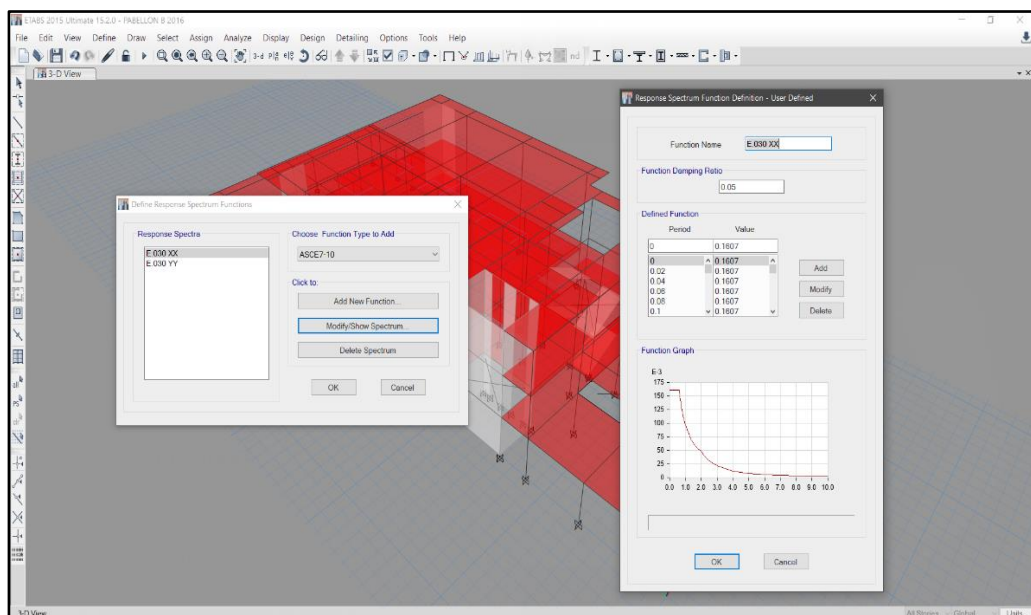 ETABS 2015 Ultimate 15.2.0 - PABELLON B 2016
File Edit View Define Draw Select Assign Analyze Display Design Detailing Options Tools Help
3-D View
Define Response Spectrum Functions
Response Spectra
E.030 XX
E.030 YY
Choose Function Type to Add
ASCE7-10
Click to:
Add New Function...
Modify/Show Spectrum...
Delete Spectrum
OK Cancel
Response Spectrum Function Definition - User Defined
Function Name E.030 XX
Function Damping Ratio
0.05
Defined Function
Period Value
0 0.1607
0 0.1607
0.02 0.1607
0.04 0.1607
0.06 0.1607
0.08 0.1607
0.1 0.1607
Add
Modify
Delete
Function Graph
E-3
175
150
125
100
75
50
25
0
0.0 1.0 2.0 3.0 4.0 5.0 6.0 7.0 8.0 9.0 10.0
OK Cancel
3-D View All Stories Global Units